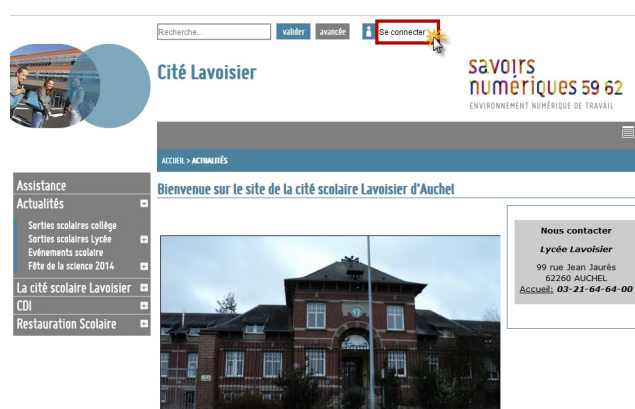 Recherche...
valider
avancée
Se connecter
Cité Lavoisier
savoirs
numériques 59 62
ENVIRONNEMENT NUMÉRIQUE DE TRAVAIL
ACCUEIL > ACTUALITÉS
Assistance
Actualités
Sorties scolaires collège
Sorties scolaires Lycée
Evénements scolaire
Fête de la science 2014
La cité scolaire Lavoisier
CDI
Restauration Scolaire
Bienvenue sur le site de la cité scolaire Lavoisier d'Auchel
Nous contacter
Lycée Lavoisier
99 rue Jean Jaurès
62260 AUCHEL
Accueil: 03-21-64-64-00